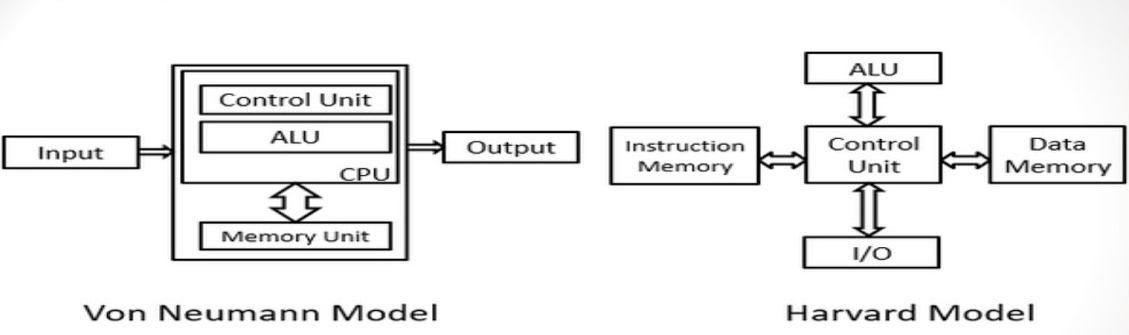 Control Unit
ALU
CPU
Input
Output
Memory Unit
Von Neumann Model
ALU
Instruction
Memory
Control
Unit
Data
Memory
I/O
Harvard Model